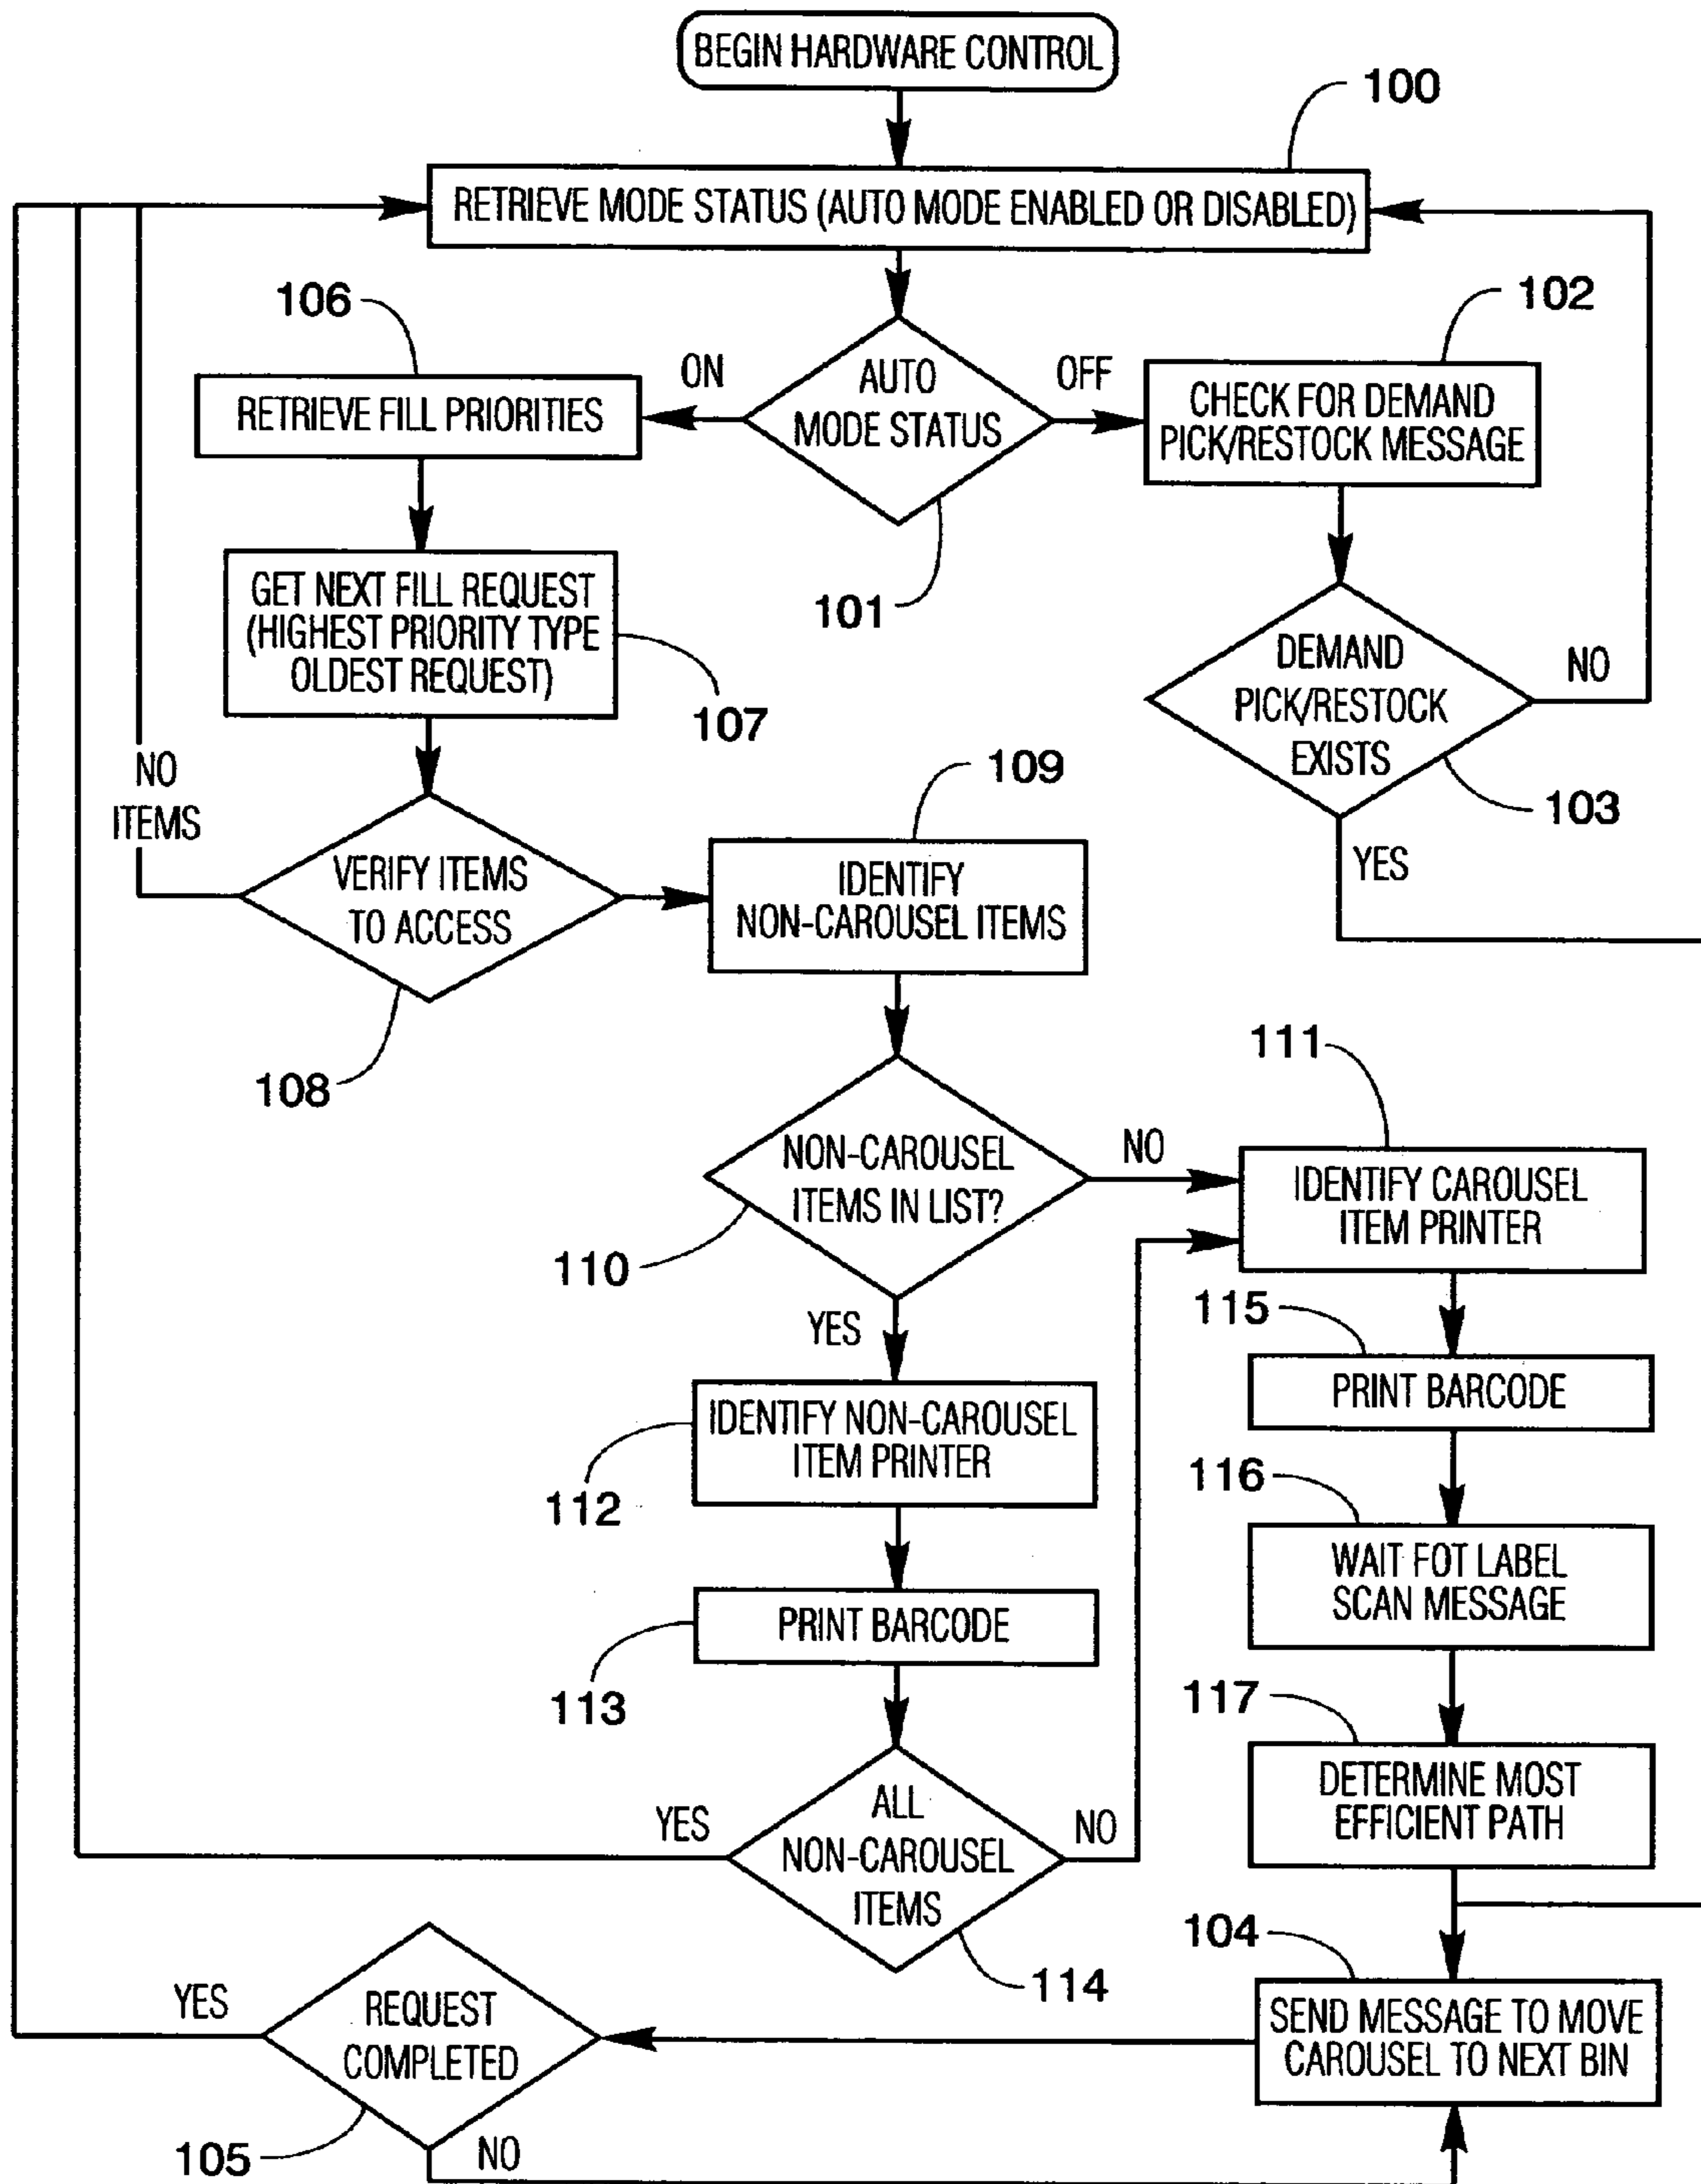 BEGIN HARDWARE CONTROL
100
RETRIEVE MODE STATUS (AUTO MODE ENABLED OR DISABLED)
106
ON
AUTO
MODE STATUS
OFF
102
RETRIEVE FILL PRIORITIES
CHECK FOR DEMAND
PICK/RESTOCK MESSAGE
101
GET NEXT FILL REQUEST
(HIGHEST PRIORITY TYPE
OLDEST REQUEST)
107
DEMAND
PICK/RESTOCK
EXISTS
NO
103
YES
NO
ITEMS
109
VERIFY ITEMS
TO ACCESS
IDENTIFY
NON-CAROUSEL ITEMS
108
111
NON-CAROUSEL
ITEMS IN LIST?
NO
IDENTIFY CAROUSEL
ITEM PRINTER
110
YES
115
PRINT BARCODE
IDENTIFY NON-CAROUSEL
ITEM PRINTER
112
116
WAIT FOT LABEL
SCAN MESSAGE
PRINT BARCODE
113
117
DETERMINE MOST
EFFICIENT PATH
YES
ALL
NON-CAROUSEL
ITEMS
NO
114
104
SEND MESSAGE TO MOVE
CAROUSEL TO NEXT BIN
YES
REQUEST
COMPLETED
105
NO